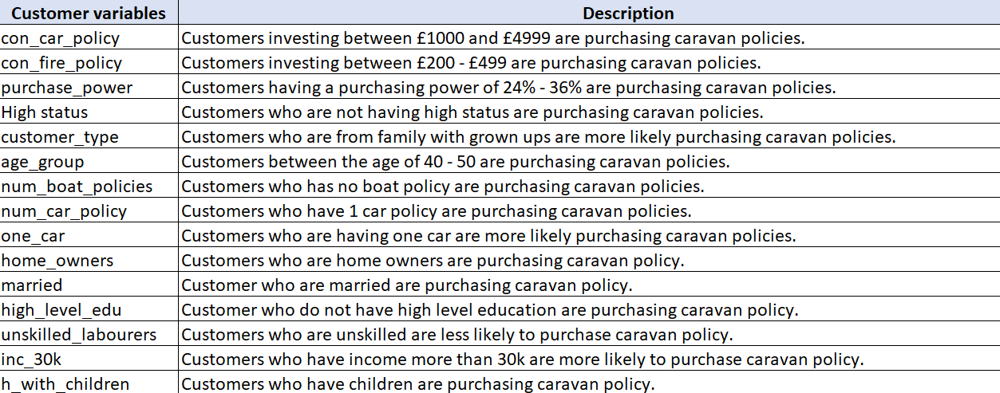 Customer variables Description
con_car_policy Customers investing between £1000 and £4999 are purchasing caravan policies.
con_fire_policy Customers investing between £200 - £499 are purchasing caravan policies.
purchase_power Customers having a purchasing power of 24% - 36% are purchasing caravan policies.
High status Customers who are not having high status are purchasing caravan policies.
customer_type Customers who are from family with grown ups are more likely purchasing caravan policies.
age_group Customers between the age of 40 - 50 are purchasing caravan policies.
num_boat_policies Customers who has no boat policy are purchasing caravan policies.
num_car_policy Customers who have 1 car policy are purchasing caravan policies.
one_car Customers who are having one car are more likely purchasing caravan policies.
home_owners Customers who are home owners are purchasing caravan policy.
married Customer who are married are purchasing caravan policy.
high_level_edu Customer who do not have high level education are purchasing caravan policy.
unskilled_labourers Customers who are unskilled are less likely to purchase caravan policy.
inc_30k Customers who have income more than 30k are more likely to purchase caravan policy.
h_with_children Customers who have children are purchasing caravan policy.